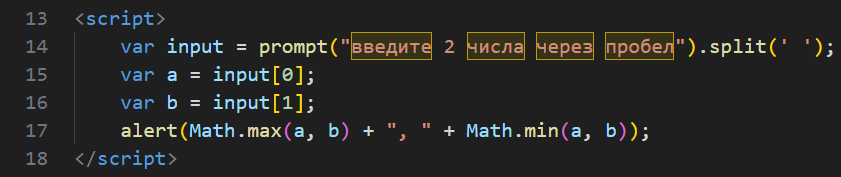 13 <script>
14 var input = prompt("введите 2 числа через пробел").split(' ');
15 var a = input[0];
16 var b = input[1];
17 alert(Math.max(a, b) + ", " + Math.min(a, b));
18 </script>